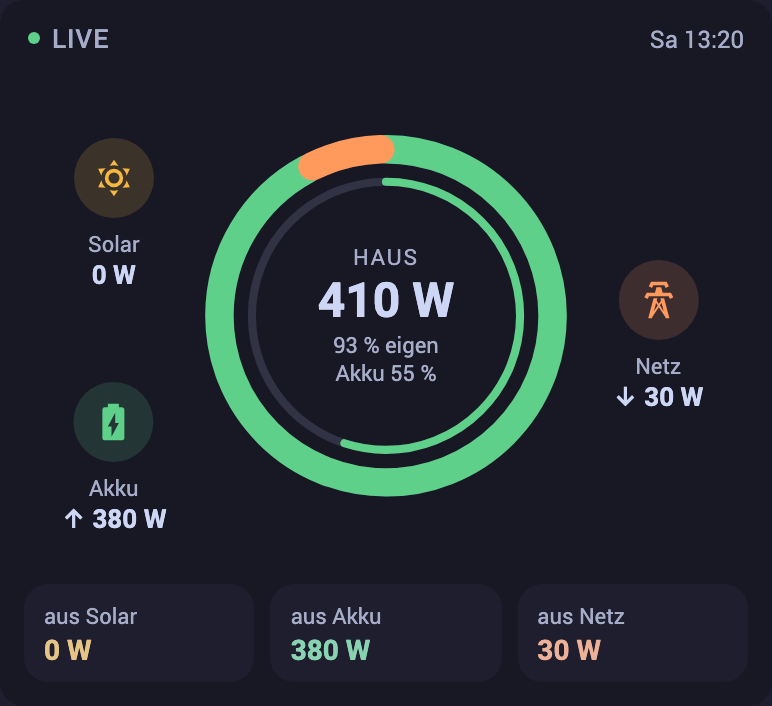 LIVE
Sa 13:20
Solar
0 W
HAUS
410 W
93 % eigen
Akku 55 %
Netz
↓ 30 W
Akku
↑ 380 W
aus Solar
0 W
aus Akku
380 W
aus Netz
30 W